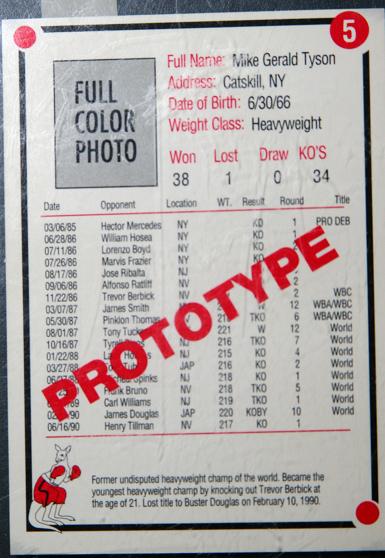 5
Full Name: Mike Gerald Tyson
Address: Catskill, NY
Date of Birth: 6/30/66
Weight Class: Heavyweight
FULL
COLOR
PHOTO
Won Lost Draw KO'S
38 1 0 34
Date Opponent Location WT. Result Round Title
03/06/85 Hector Mercedes NY KO 1 PRO DEB
06/28/86 William Hosea NY KO 1
07/11/86 Lorenzo Boyd NY KO
07/26/86 Marvis Frazier NY
08/17/86 Jose Ribalta NJ
09/06/86 Alfonso Ratliff NV 2
11/22/86 Trevor Berbick NV 2 WBC
03/07/87 James Smith W 12 WBA/WBC
05/30/87 Pinklon Thomas TKO 6 WBA/WBC
08/01/87 Tony Tucker 221 W 12 World
10/16/87 216 TKO 7 World
01/22/88 215 KO 4 World
03/27/88 JAP 216 KO 2 World
Spinks NJ 218 KO 1 World
Frank Bruno NV 218 TKO 5 World
Carl Williams NJ 219 TKO 1 World
James Douglas JAP 220 KOBY 10 World
06/16/90 Henry Tillman NV 217 KO 1
PROTOTYPE
Former undisputed heavyweight champ of the world. Became the
youngest heavyweight champ by knocking out Trevor Berbick at
the age of 21. Lost title to Buster Douglas on February 10, 1990.